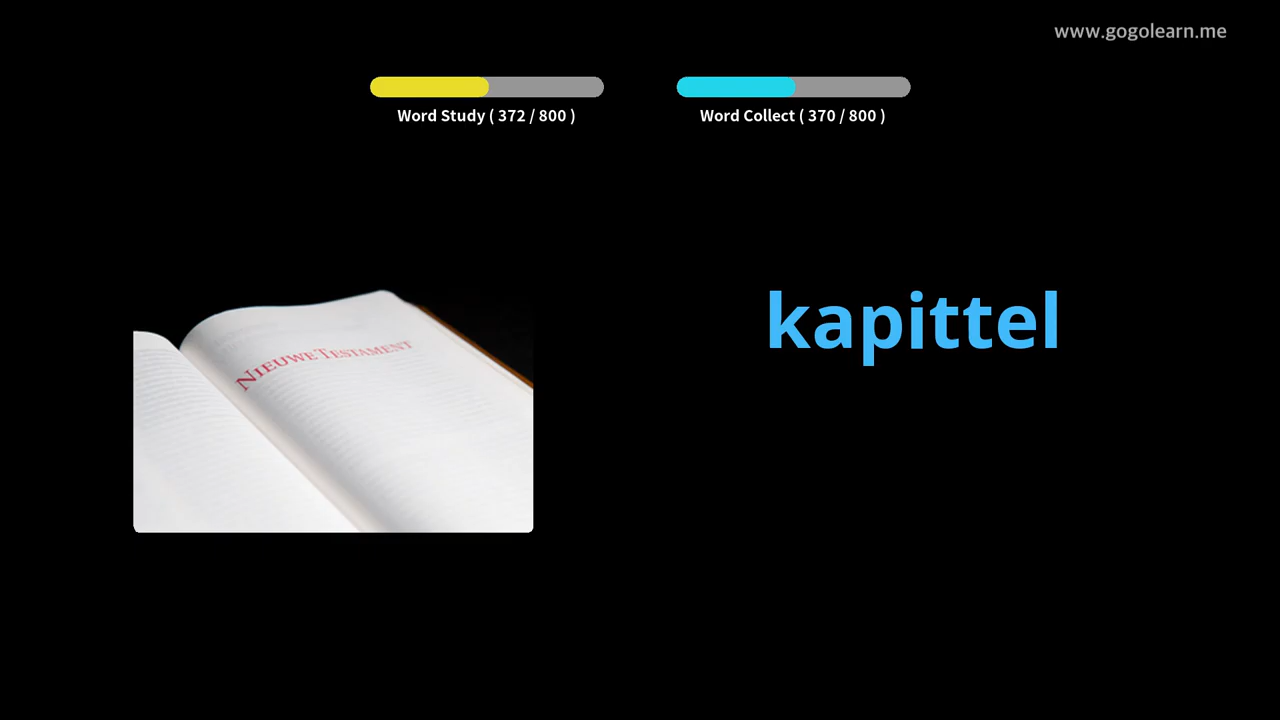 www.gogolearn.me
Word Study ( 372 / 800 )
Word Collect ( 370 / 800 )
kapittel
NIEUWE TESTAMENT